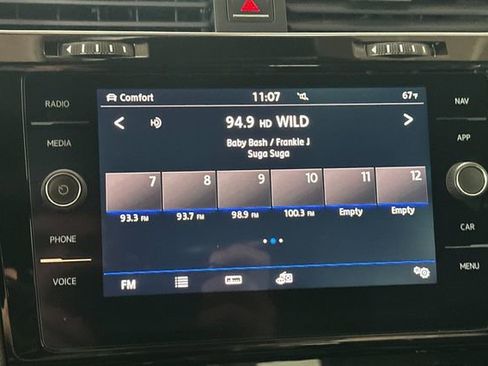 RADIO
MEDIA
PHONE
VOICE
Comfort 11:07 67°F
94.9 HD WILD
Baby Bash / Frankie J
Suga Suga
7 8 9 10 11 12
93.3 FM 93.7 FM 98.9 FM 100.3 FM Empty Empty
FM
NAV
APP
CAR
MENU